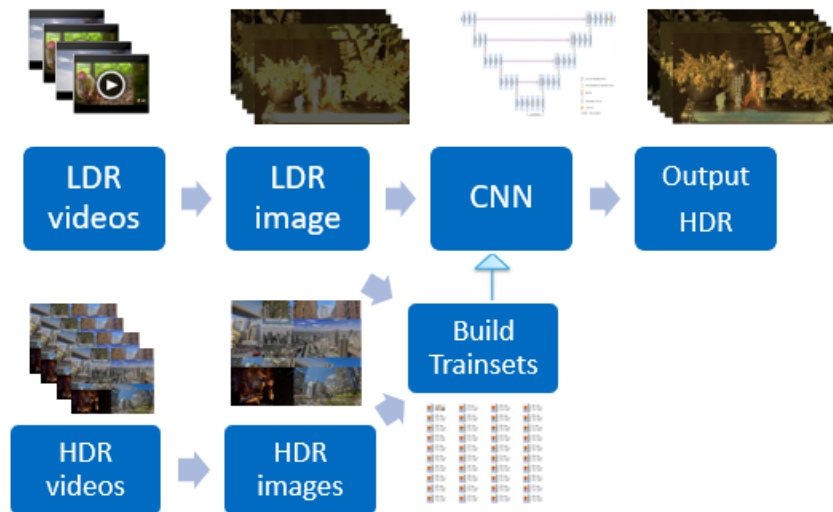 LDR
videos
LDR
image
CNN
Output
HDR
Build
Trainsets
HDR
videos
HDR
images